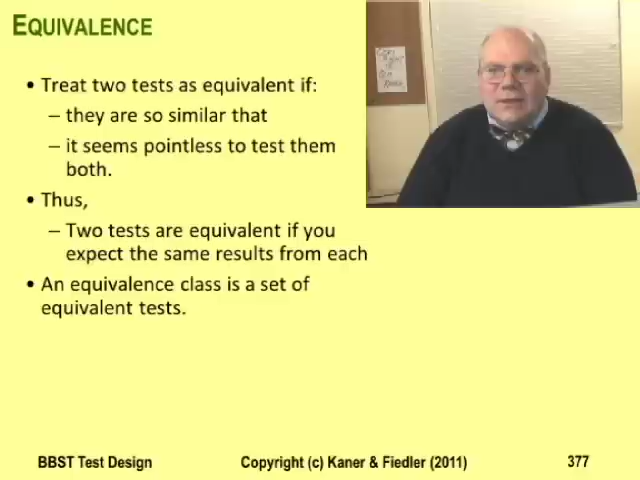 EQUIVALENCE
• Treat two tests as equivalent if:
– they are so similar that
– it seems pointless to test them
both.
• Thus,
– Two tests are equivalent if you
expect the same results from each
• An equivalence class is a set of
equivalent tests.
BBST Test Design
Copyright (c) Kaner & Fiedler (2011)
377